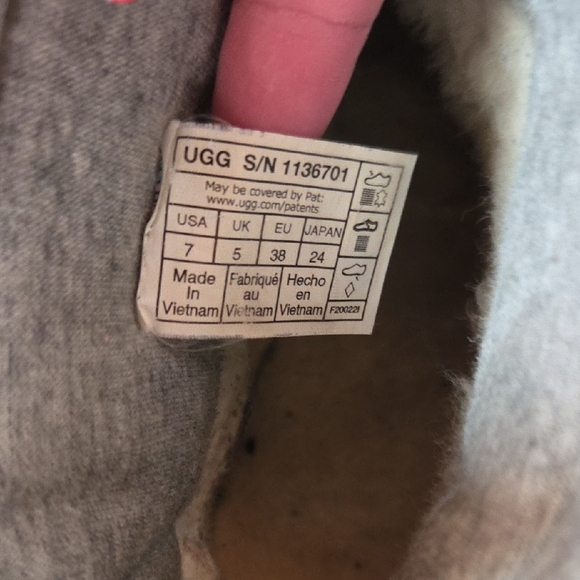 UGG S/N 1136701
May be covered by Pat:
www.ugg.com/patents
USA UK EU JAPAN
7 5 38 24
Made In Vietnam
Fabriqué au Vietnam
Hecho en Vietnam
F200221